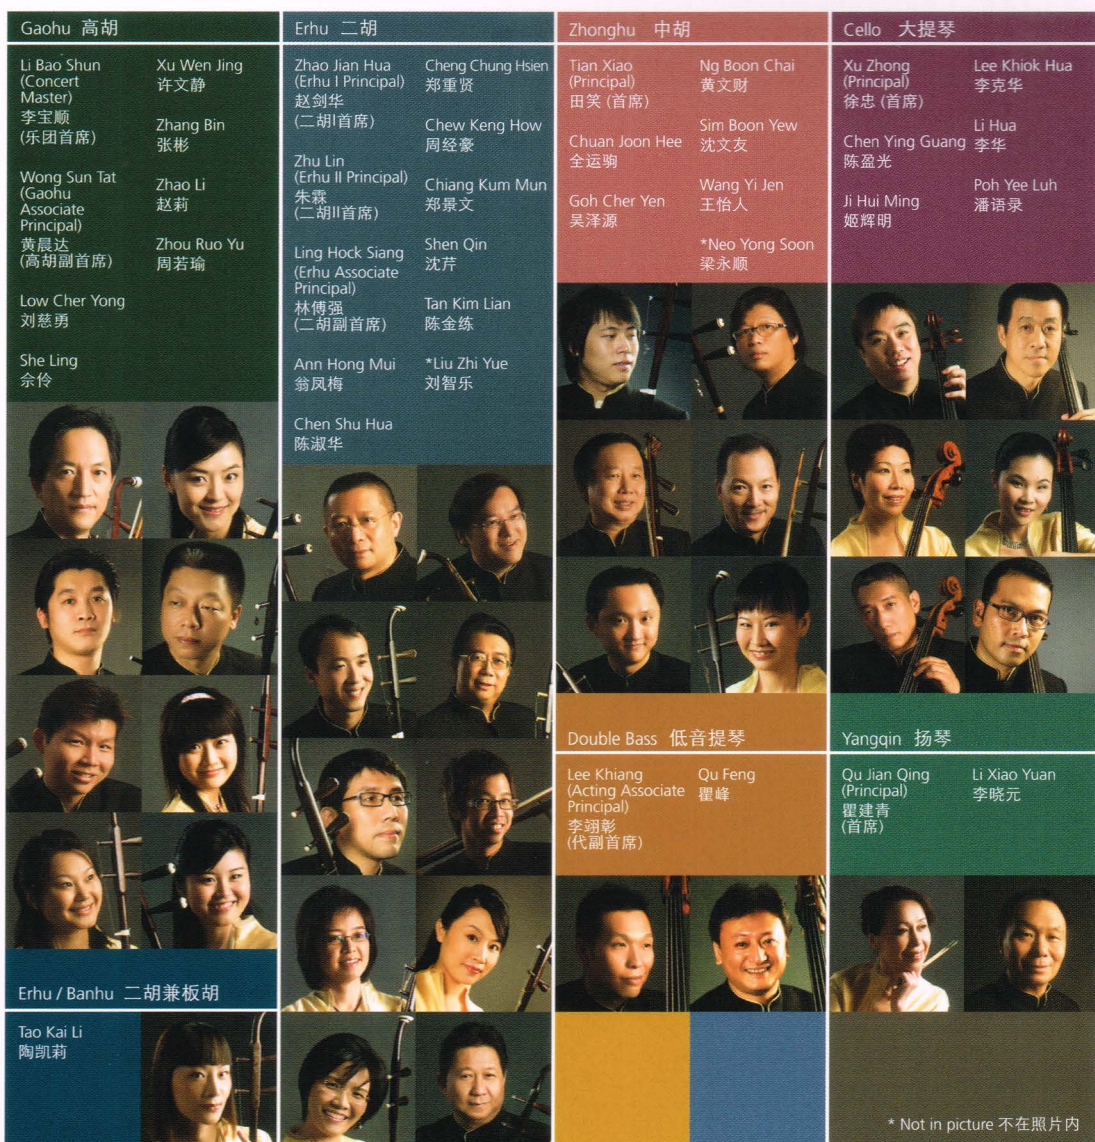 Gaohu 高胡
Li Bao Shun
(Concert
Master)
李宝顺
(乐团首席)
Wong Sun Tat
(Gaohu
Associate
Principal)
黄晨达
(高胡副首席)
Low Cher Yong
刘慈勇
She Ling
佘伶
Xu Wen Jing
许文静
Zhang Bin
张彬
Zhao Li
赵莉
Zhou Ruo Yu
周若瑜
Erhu / Banhu 二胡兼板胡
Tao Kai Li
陶凯莉
Erhu 二胡
Zhao Jian Hua
(Erhu I Principal)
赵剑华
(二胡I首席)
Zhu Lin
(Erhu II Principal)
朱霖
(二胡II首席)
Ling Hock Siang
(Erhu Associate
Principal)
林傅强
(二胡副首席)
Ann Hong Mui
翁凤梅
Chen Shu Hua
陈淑华
Cheng Chung Hsien
郑重贤
Chew Keng How
周经豪
Chiang Kum Mun
郑景文
Shen Qin
沈芹
Tan Kim Lian
陈金练
*Liu Zhi Yue
刘智乐
Zhonghu 中胡
Tian Xiao
(Principal)
田笑 (首席)
Chuan Joon Hee
全运驹
Goh Cher Yen
吴泽源
Ng Boon Chai
黄文财
Sim Boon Yew
沈文友
Wang Yi Jen
王怡人
*Neo Yong Soon
梁永顺
Double Bass 低音提琴
Lee Khiang
(Acting Associate
Principal)
李翊彰
(代副首席)
Qu Feng
瞿峰
Cello 大提琴
Xu Zhong
(Principal)
徐忠 (首席)
Chen Ying Guang
陈盈光
Ji Hui Ming
姬辉明
Lee Khiok Hua
李克华
Li Hua
李华
Poh Yee Luh
潘语录
Yangqin 扬琴
Qu Jian Qing
(Principal)
瞿建青
(首席)
Li Xiao Yuan
李晓元
* Not in picture 不在照片内